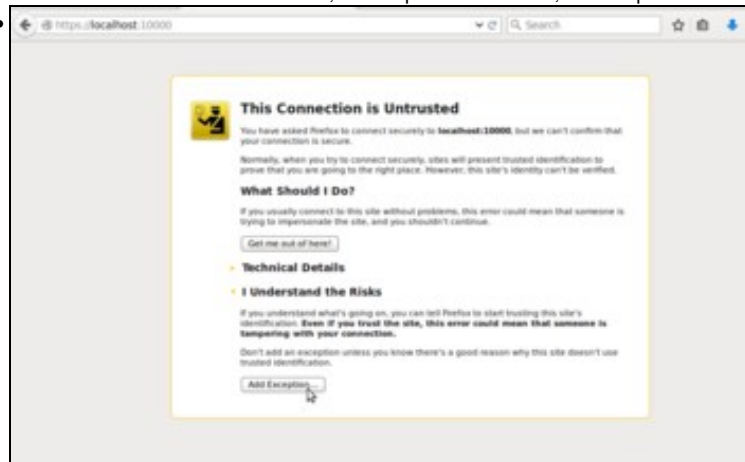 https://localhost:10000
Search
This Connection is Untrusted
You have asked Firefox to connect securely to localhost:10000, but we can't confirm that
your connection is secure.
Normally, when you try to connect securely, sites will present trusted identification to
prove that you are going to the right place. However, this site's identity can't be verified.
What Should I Do?
If you usually connect to this site without problems, this error could mean that someone is
trying to impersonate the site, and you shouldn't continue.
Get me out of here!
Technical Details
I Understand the Risks
If you understand what's going on, you can tell Firefox to start trusting this site's
identification. Even if you trust the site, this error could mean that someone is
tampering with your connection.
Don't add an exception unless you know there's a good reason why this site doesn't use
trusted identification.
Add Exception...